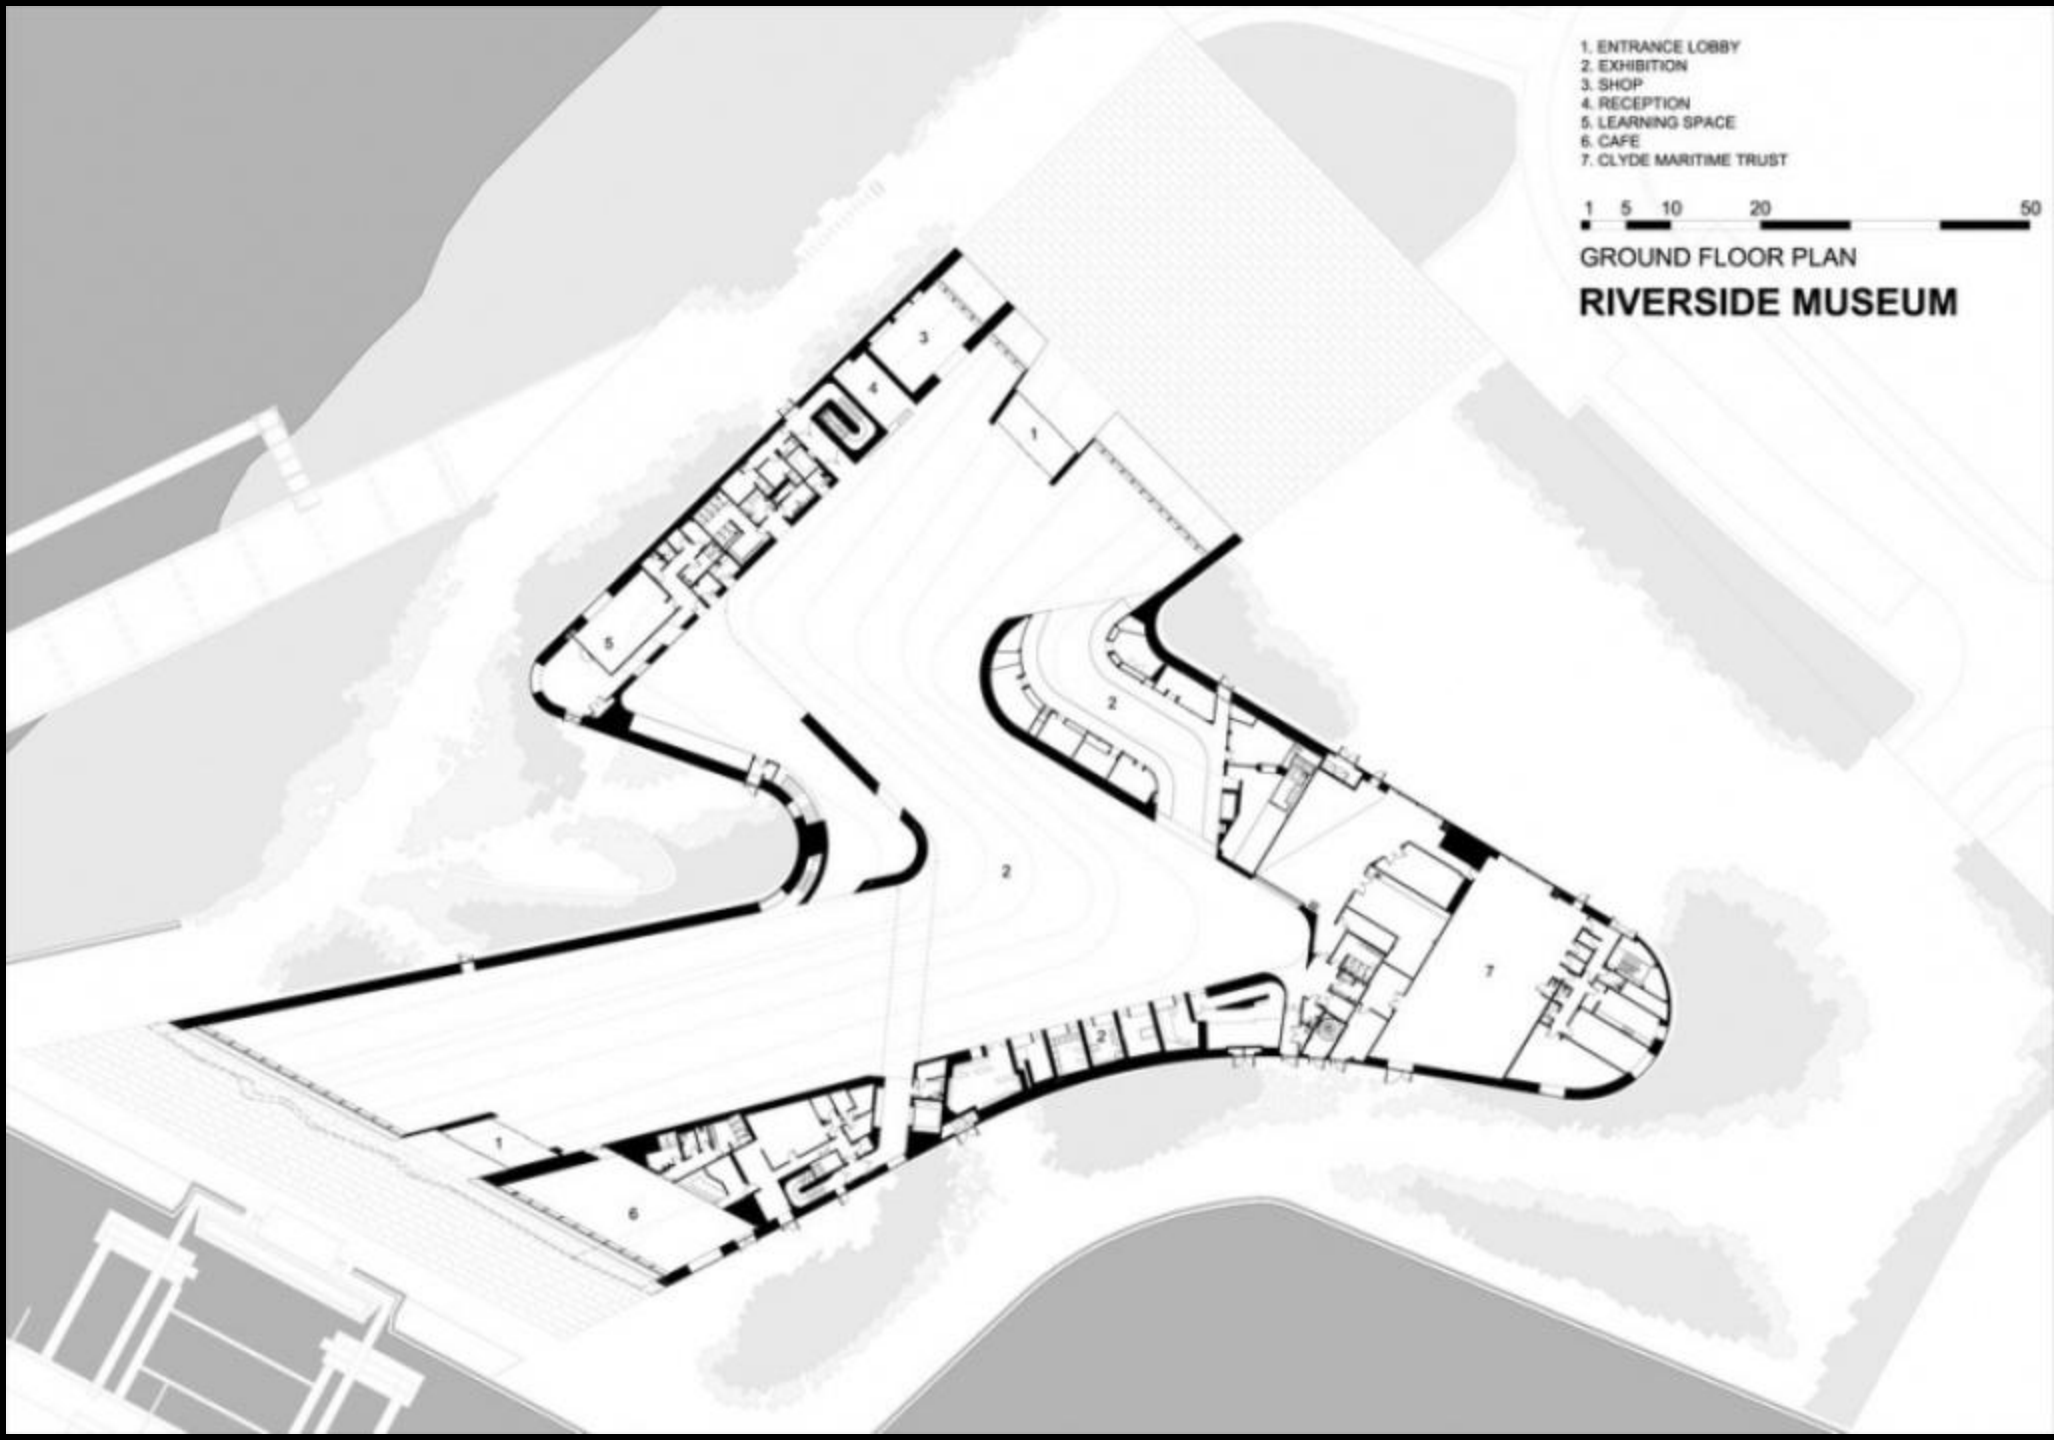 1. ENTRANCE LOBBY
2. EXHIBITION
3. SHOP
4. RECEPTION
5. LEARNING SPACE
6. CAFE
7. CLYDE MARITIME TRUST
1 5 10 20 50
GROUND FLOOR PLAN
RIVERSIDE MUSEUM
3
4
1
5
2
2
7
2
1
6